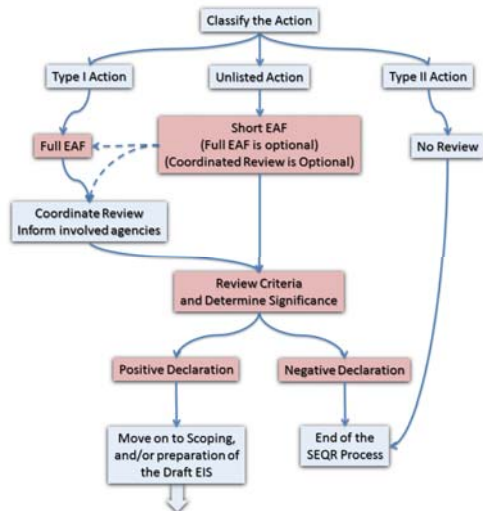 Classify the Action
Type I Action
Unlisted Action
Type II Action
Full EAF
Short EAF
(Full EAF is optional)
(Coordinated Review is Optional)
No Review
Coordinate Review
Inform involved agencies
Review Criteria
and Determine Significance
Positive Declaration
Negative Declaration
Move on to Scoping,
and/or preparation of
the Draft EIS
End of the
SEQR Process